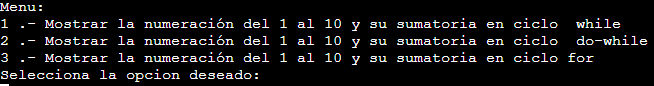 Menu:
1 .- Mostrar la numeración del 1 al 10 y su sumatoria en ciclo  while
2 .- Mostrar la numeración del 1 al 10 y su sumatoria en ciclo  do-while
3 .- Mostrar la numeración del 1 al 10 y su sumatoria en ciclo for
Selecciona la opcion deseado: